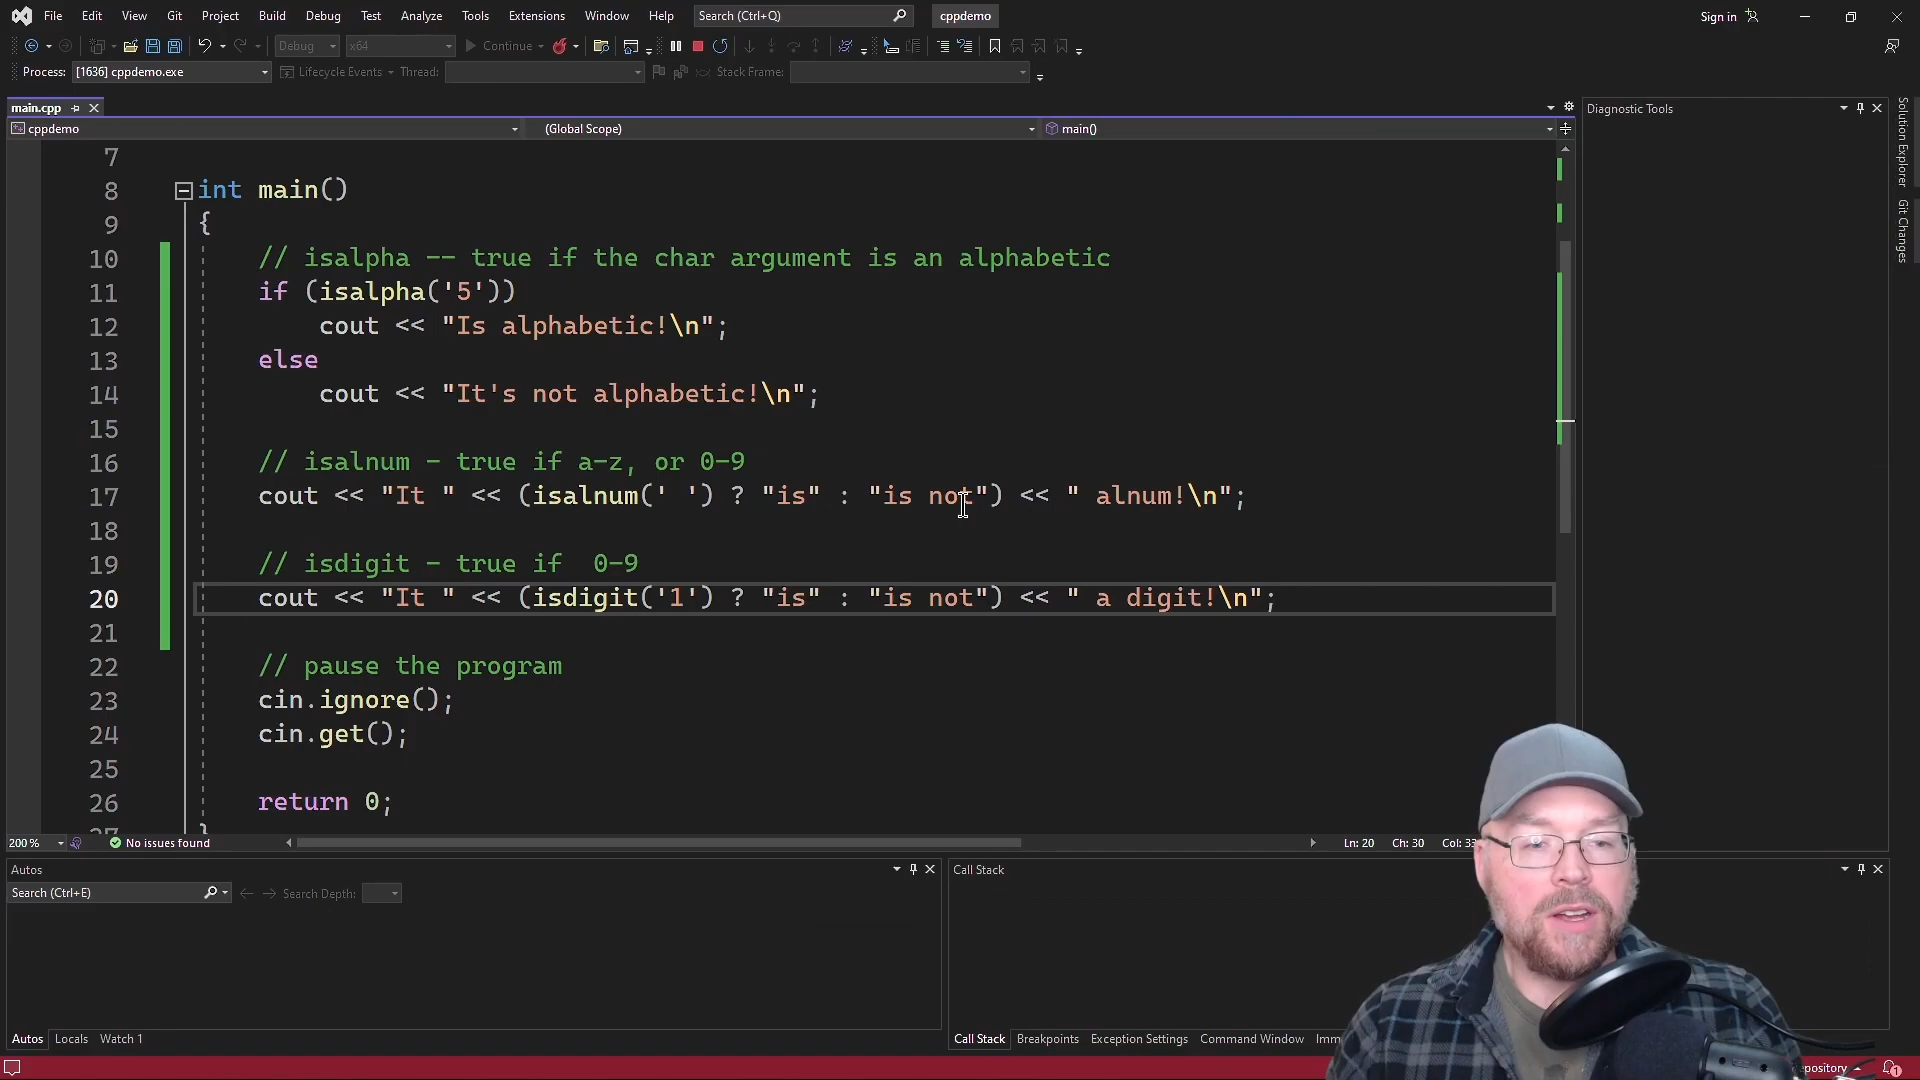 File Edit View Git Project Build Debug Test Analyze Tools Extensions Window Help Search (Ctrl+Q) cppdemo Sign in
Debug x64 Continue
Process: [1636] cppdemo.exe Lifecycle Events Thread: Stack Frame:
main.cpp Diagnostic Tools
cppdemo (Global Scope) main()
Solution Explorer
Git Changes
7
8 int main()
9 {
10 // isalpha -- true if the char argument is an alphabetic
11 if (isalpha('5'))
12 cout << "Is alphabetic!\n";
13 else
14 cout << "It's not alphabetic!\n";
15
16 // isalnum - true if a-z, or 0-9
17 cout << "It " << (isalnum(' ') ? "is" : "is not") << " alnum!\n";
18
19 // isdigit - true if  0-9
20 cout << "It " << (isdigit('1') ? "is" : "is not") << " a digit!\n";
21
22 // pause the program
23 cin.ignore();
24 cin.get();
25
26 return 0;
27 }
200 % No issues found Ln: 20 Ch: 30 Col: 33
Autos Call Stack
Search (Ctrl+E) Search Depth:
Autos Locals Watch 1 Call Stack Breakpoints Exception Settings Command Window Imm
epository 1